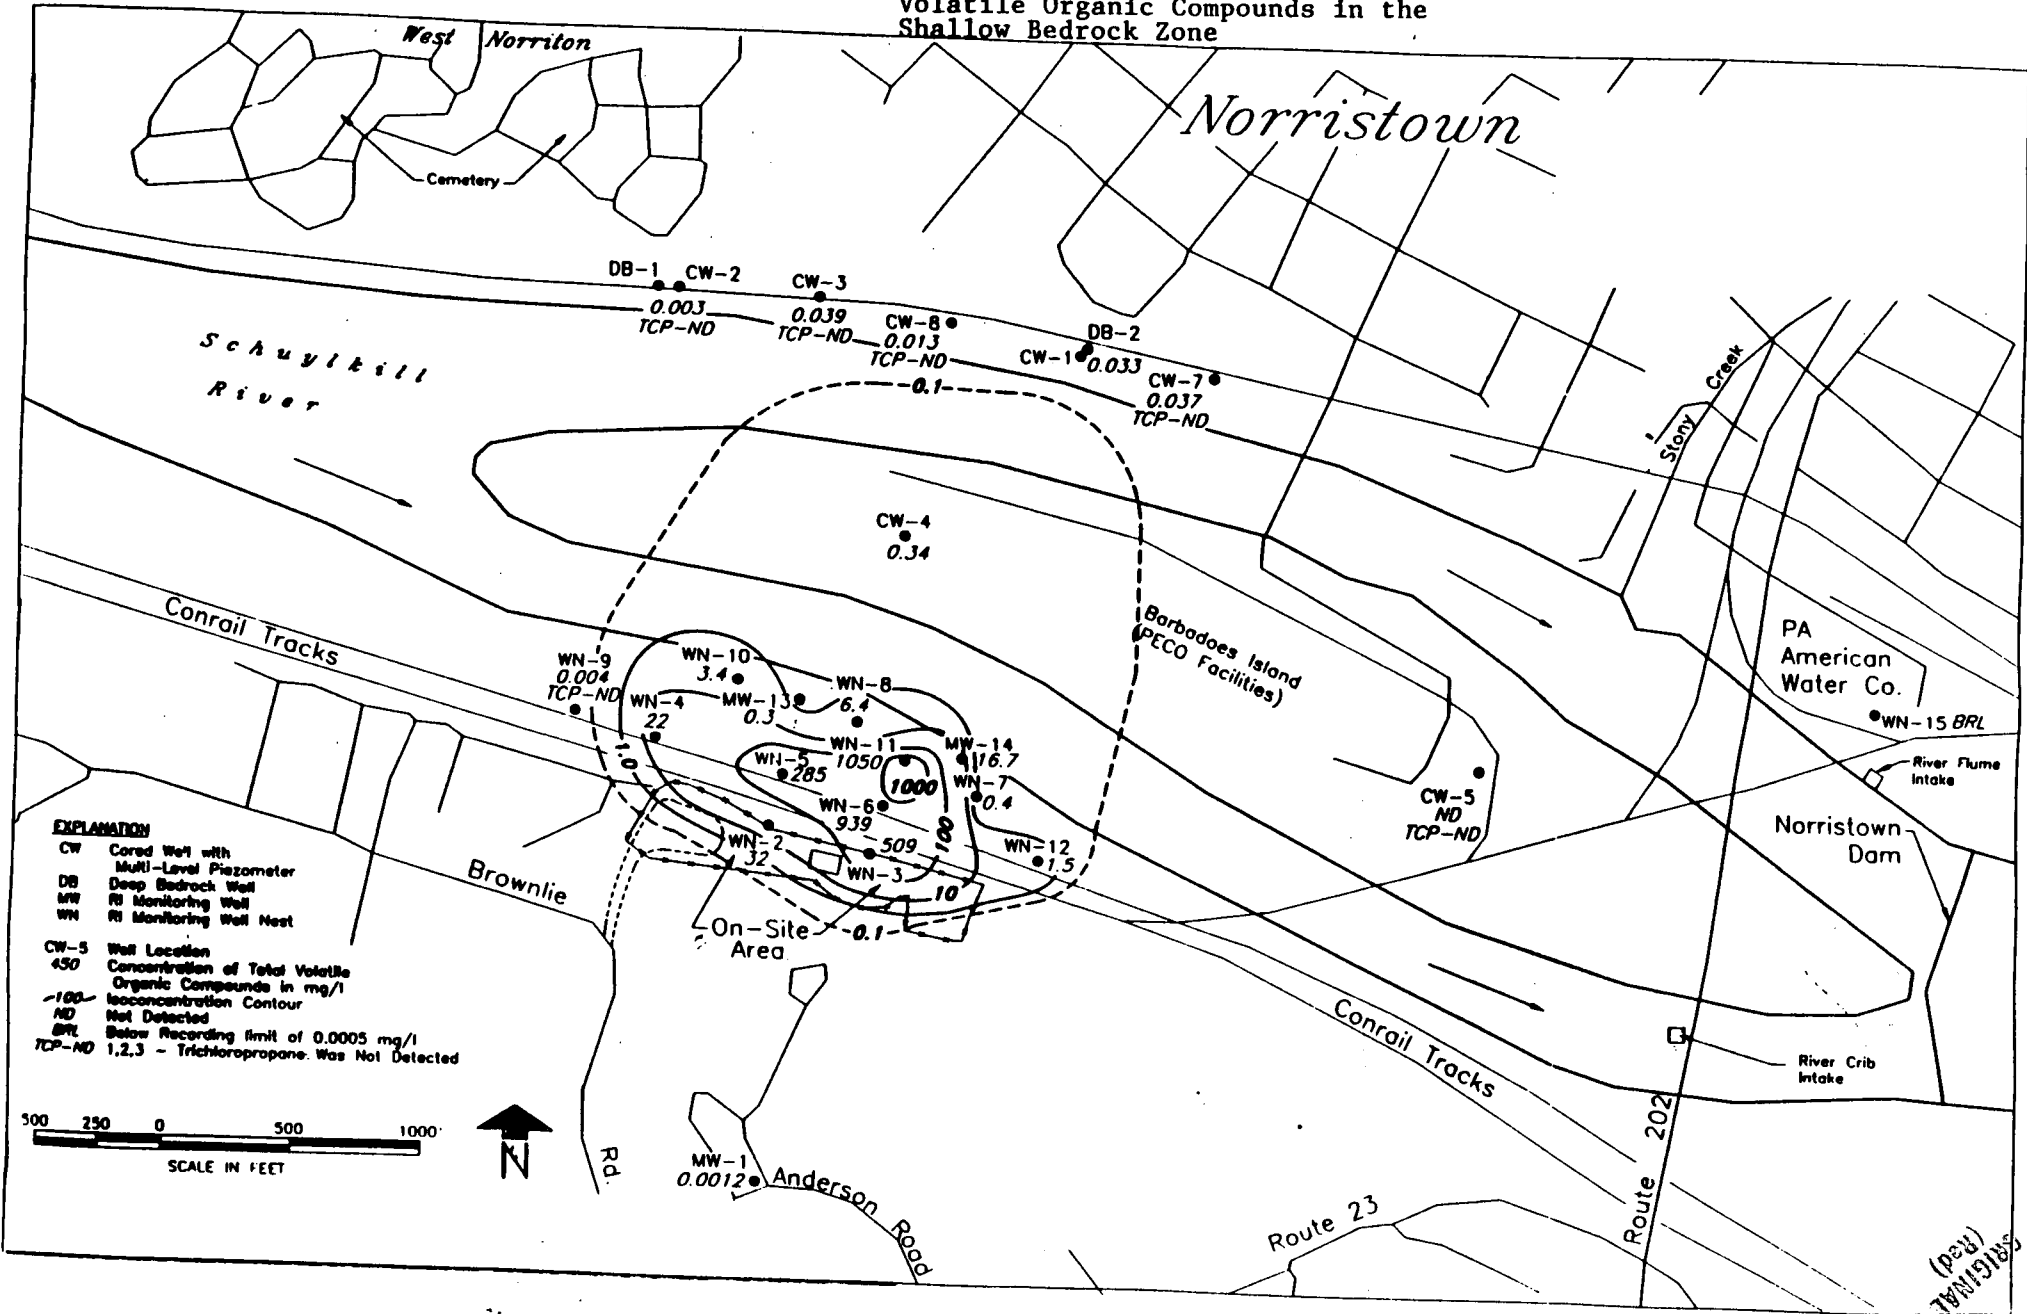 Volatile Organic Compounds in the
Shallow Bedrock Zone
West Norriton
Norristown
Cemetery
DB-1
CW-2
0.003
TCP-ND
CW-3
0.039
TCP-ND
CW-8
0.013
TCP-ND
DB-2
CW-1
0.033
CW-7
0.037
TCP-ND
Schuylkill
River
0.1
Stony Creek
CW-4
0.34
Conrail Tracks
Barbadoes Island
(PECO Facilities)
PA
American
Water Co.
WN-15 BRL
River Flume
Intake
WN-9
0.004
TCP-ND
WN-10
3.4
WN-4
22
MW-13
0.3
WN-8
6.4
WN-11
1050
MW-14
16.7
WN-5
285
1000
WN-7
0.4
WN-6
939
1.0
100
WN-2
32
509
WN-3
WN-12
1.5
10
0.1
On-Site
Area
CW-5
ND
TCP-ND
Norristown
Dam
Brownlie
Rd.
EXPLANATION
CW Cored Well with
Multi-Level Piezometer
DB Deep Bedrock Well
MW RI Monitoring Well
WN RI Monitoring Well Nest
CW-5 Well Location
450 Concentration of Total Volatile
Organic Compounds in mg/l
-100- Isoconcentration Contour
ND Not Detected
BRL Below Recording limit of 0.0005 mg/l
TCP-ND 1,2,3 - Trichloropropane Was Not Detected
500 250 0 500 1000
SCALE IN FEET
N
MW-1
0.0012
Anderson Road
Conrail Tracks
River Crib
Intake
Route 202
Route 23
ORIGINAL
(Red)